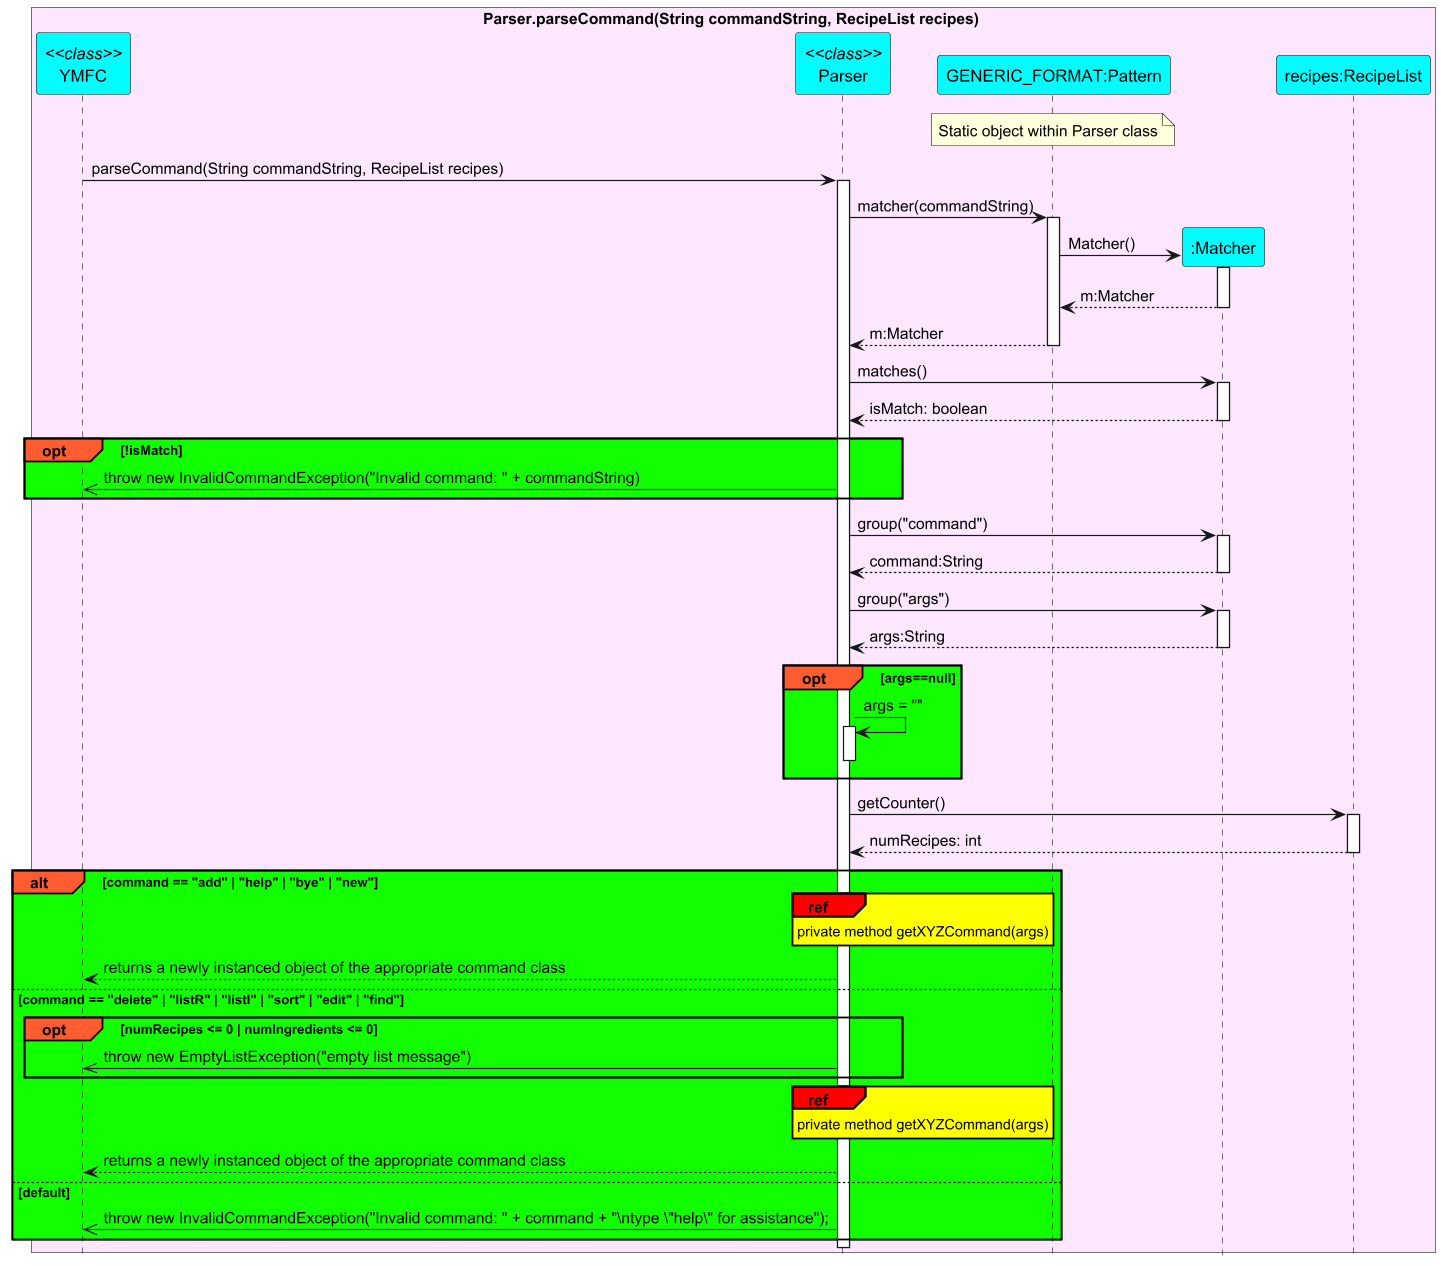 Parser.parseCommand(String commandString, RecipeList recipes)
<<class>>
YMFC
<<class>>
Parser
GENERIC_FORMAT:Pattern
recipes:RecipeList
Static object within Parser class
parseCommand(String commandString, RecipeList recipes)
matcher(commandString)
Matcher()
:Matcher
m:Matcher
m:Matcher
matches()
isMatch: boolean
opt [!isMatch]
throw new InvalidCommandException("Invalid command: " + commandString)
group("command")
command:String
group("args")
args:String
opt [args==null]
args = ""
getCounter()
numRecipes: int
alt [command == "add" | "help" | "bye" | "new"]
ref
private method getXYZCommand(args)
returns a newly instanced object of the appropriate command class
[command == "delete" | "listR" | "listI" | "sort" | "edit" | "find"]
opt [numRecipes <= 0 | numIngredients <= 0]
throw new EmptyListException("empty list message")
ref
private method getXYZCommand(args)
returns a newly instanced object of the appropriate command class
[default]
throw new InvalidCommandException("Invalid command: " + command + "\ntype \"help\" for assistance");